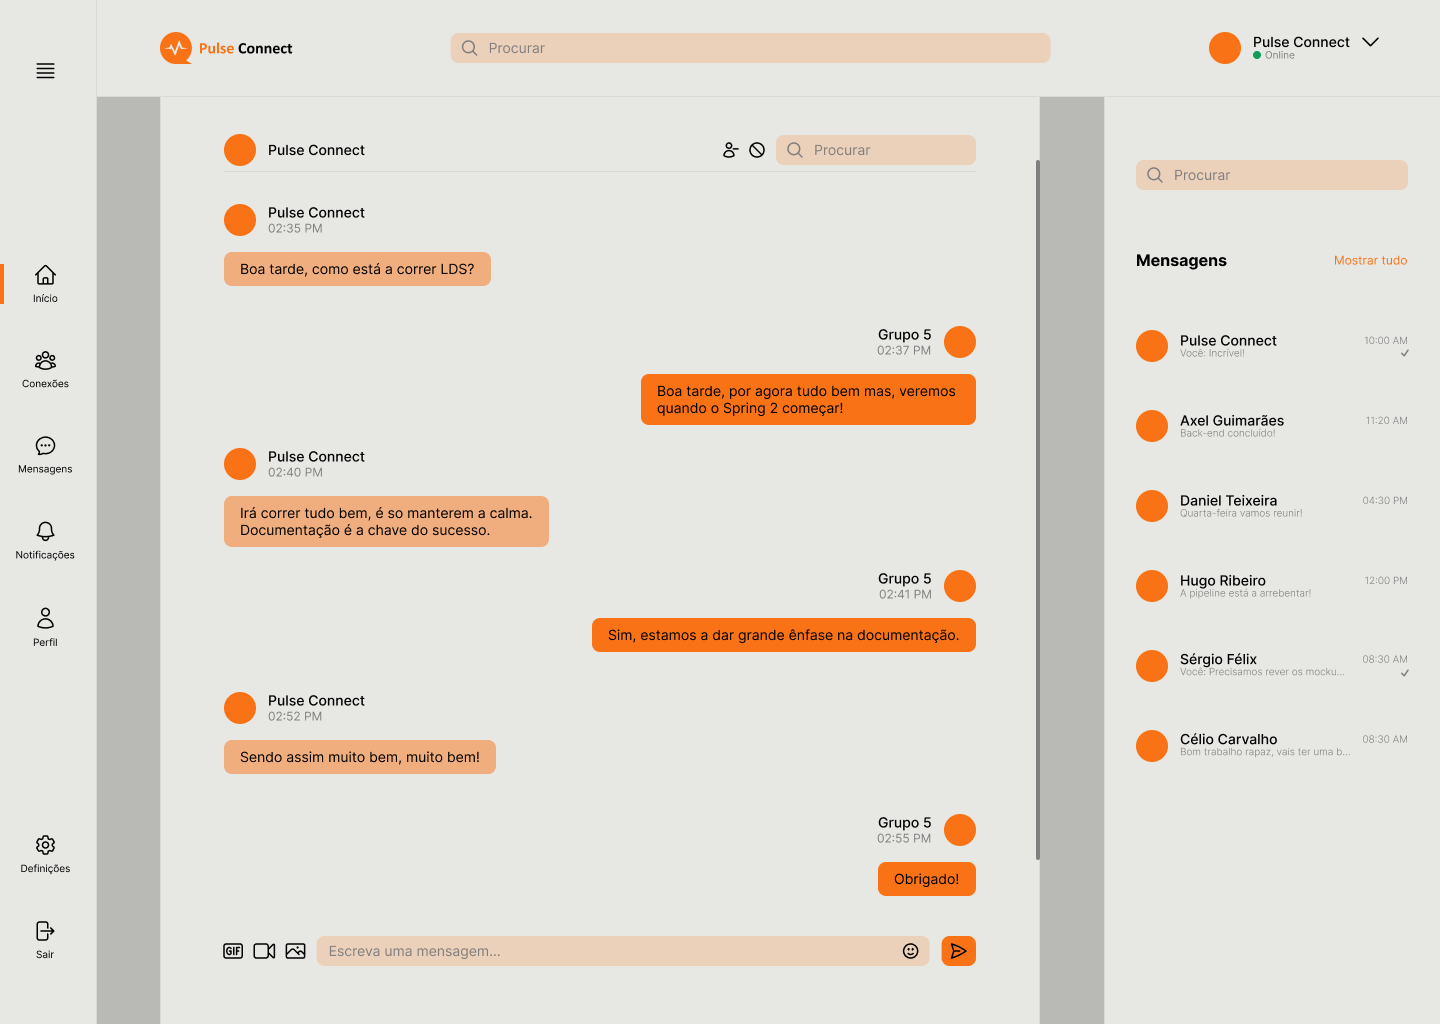 Pulse Connect
Procurar
Pulse Connect
Online
Início
Conexões
Mensagens
Notificações
Perfil
Definições
Sair
Pulse Connect
Procurar
Pulse Connect
02:35 PM
Boa tarde, como está a correr LDS?
Grupo 5
02:37 PM
Boa tarde, por agora tudo bem mas, veremos
quando o Spring 2 começar!
Pulse Connect
02:40 PM
Irá correr tudo bem, é so manterem a calma.
Documentação é a chave do sucesso.
Grupo 5
02:41 PM
Sim, estamos a dar grande ênfase na documentação.
Pulse Connect
02:52 PM
Sendo assim muito bem, muito bem!
Grupo 5
02:55 PM
Obrigado!
GIF
Escreva uma mensagem...
Procurar
Mensagens
Mostrar tudo
Pulse Connect
10:00 AM
Você: Incrível!
Axel Guimarães
11:20 AM
Back-end concluído!
Daniel Teixeira
04:30 PM
Quarta-feira vamos reunir!
Hugo Ribeiro
12:00 PM
A pipeline está a arrebentar!
Sérgio Félix
08:30 AM
Você: Precisamos rever os mocku...
Célio Carvalho
08:30 AM
Bom trabalho rapaz, vais ter uma b...